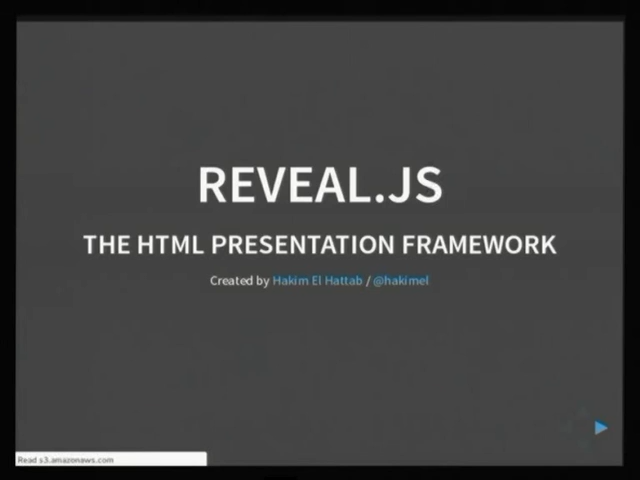 REVEAL.JS
THE HTML PRESENTATION FRAMEWORK
Created by Hakim El Hattab / @hakimel
Read s3.amazonaws.com